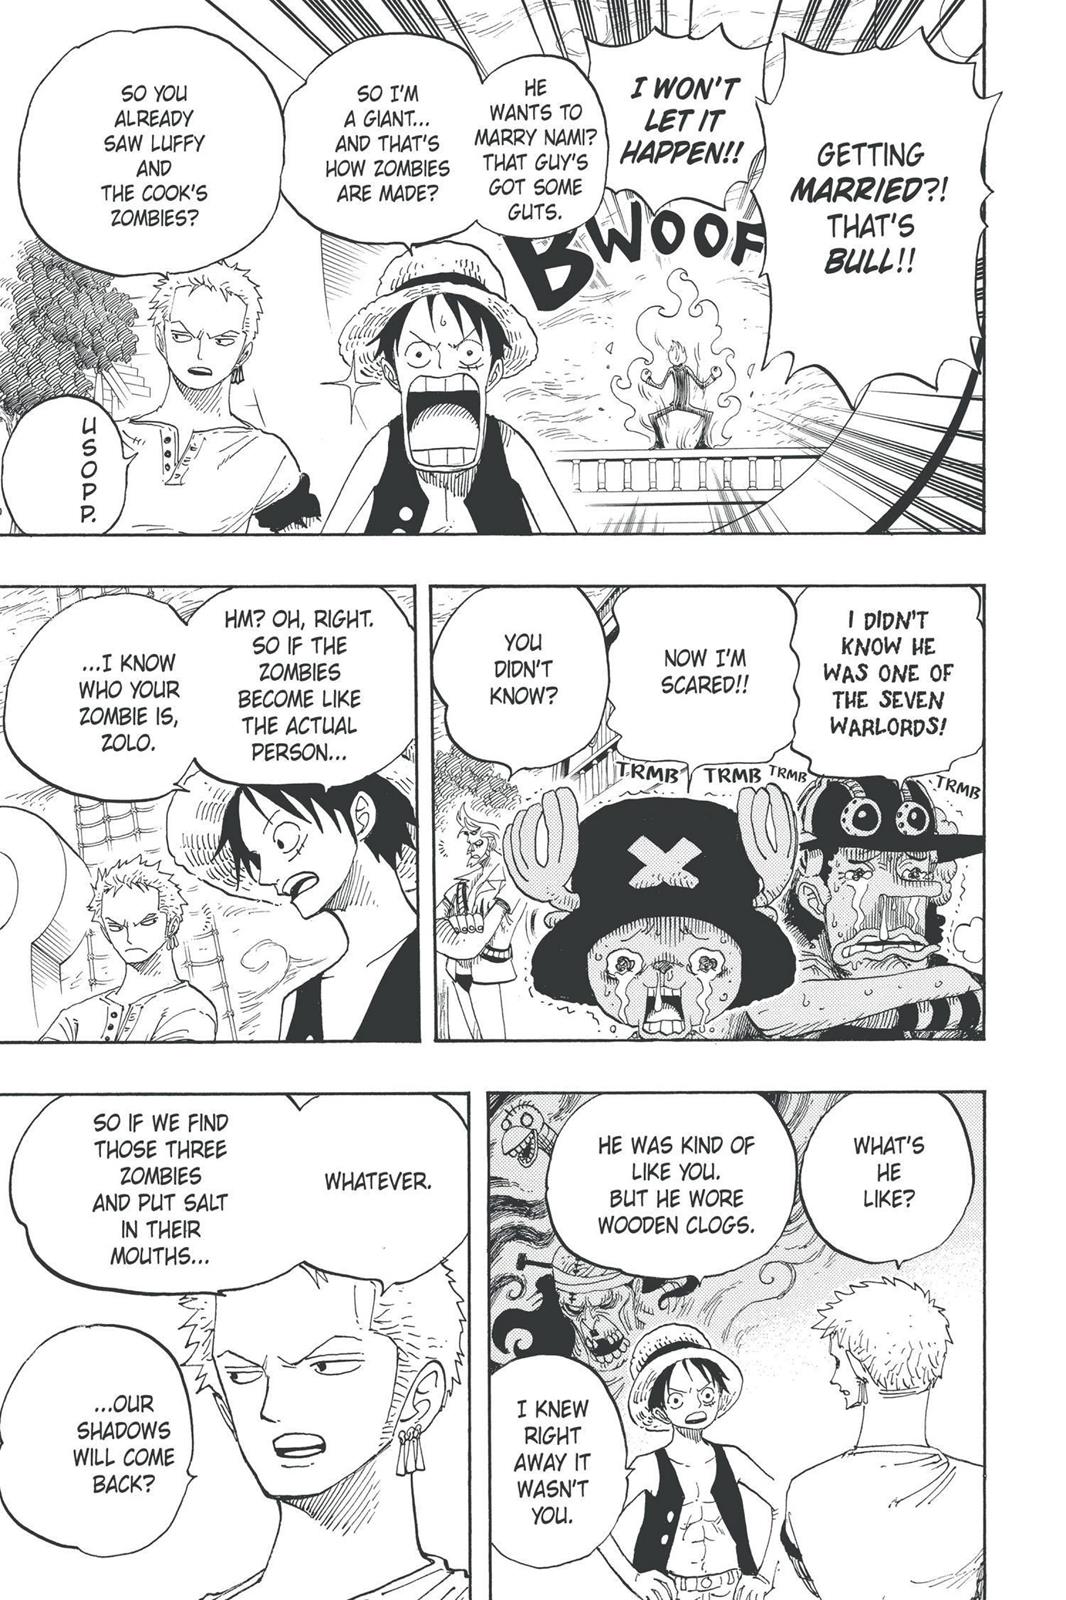 GETTING
MARRIED?!
THAT'S
BULL!!
I WON'T
LET IT
HAPPEN!!
BWOOF
HE
WANTS TO
MARRY NAMI?
THAT GUY'S
GOT SOME
GUTS.
SO I'M
A GIANT...
AND THAT'S
HOW ZOMBIES
ARE MADE?
SO YOU
ALREADY
SAW LUFFY
AND
THE COOK'S
ZOMBIES?
USOPP.
I DIDN'T
KNOW HE
WAS ONE OF
THE SEVEN
WARLORDS!
NOW I'M
SCARED!!
YOU
DIDN'T
KNOW?
TRMB
TRMB
TRMB
TRMB
HM? OH, RIGHT.
SO IF THE
ZOMBIES
BECOME LIKE
THE ACTUAL
PERSON...
...I KNOW
WHO YOUR
ZOMBIE IS,
ZOLO.
WHAT'S
HE
LIKE?
HE WAS KIND OF
LIKE YOU.
BUT HE WORE
WOODEN CLOGS.
I KNEW
RIGHT
AWAY IT
WASN'T
YOU.
WHATEVER.
SO IF WE FIND
THOSE THREE
ZOMBIES
AND PUT SALT
IN THEIR
MOUTHS...
...OUR
SHADOWS
WILL COME
BACK?